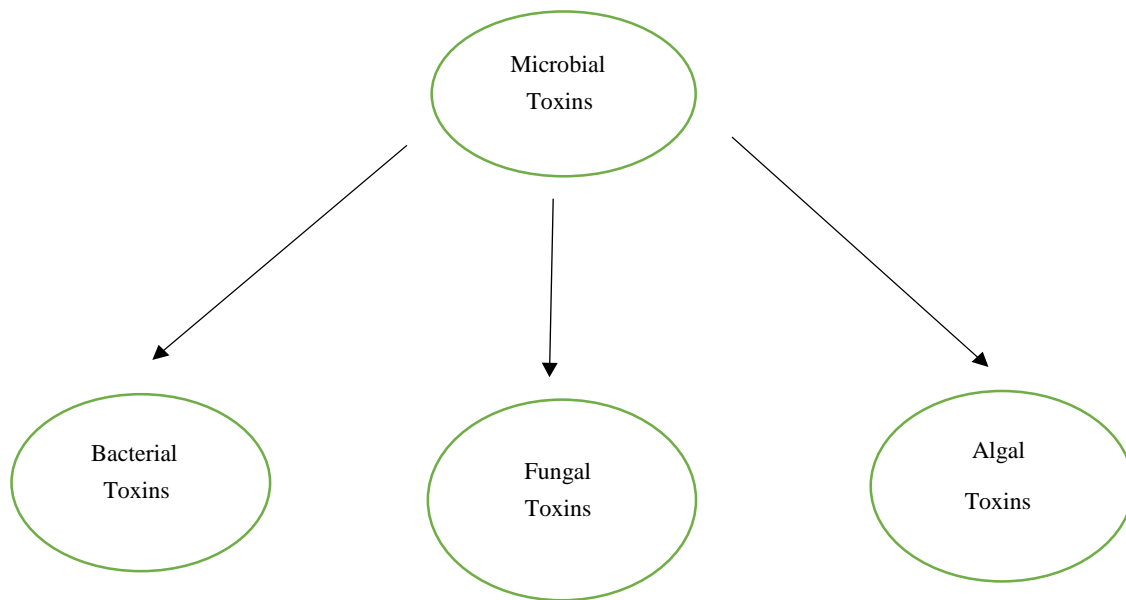 Microbial
Toxins
Bacterial
Toxins
Fungal
Toxins
Algal
Toxins